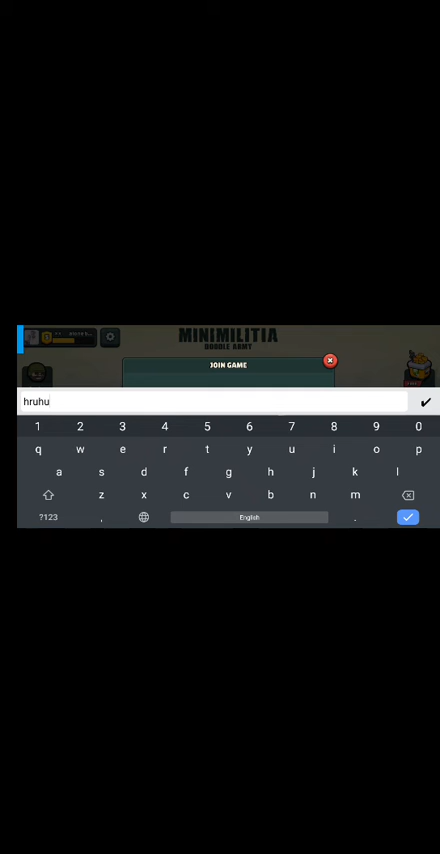 MINIMILITIA
DOODLE ARMY
JOIN GAME
hruhu
1 2 3 4 5 6 7 8 9 0
q w e r t y u i o p
a s d f g h j k l
z x c v b n m
?123 , English .